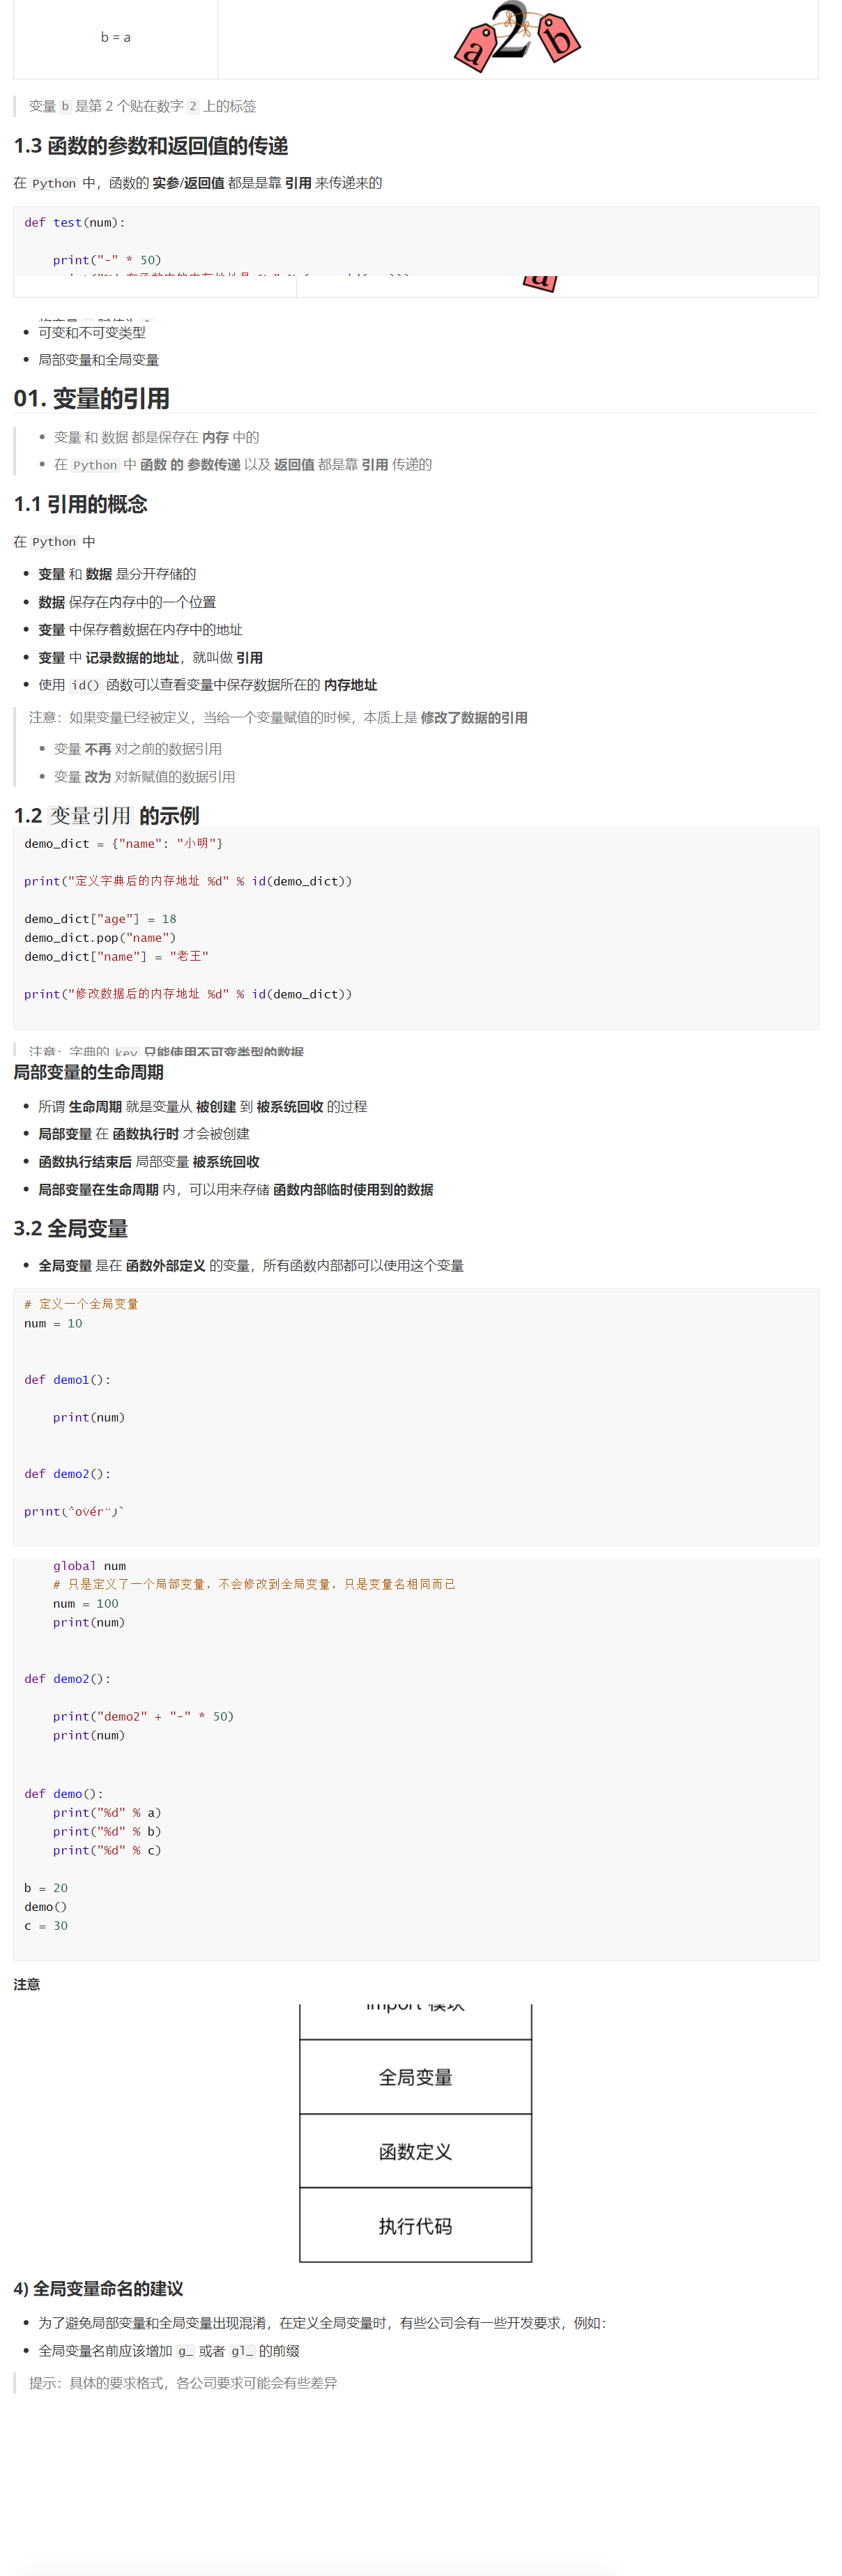 b = a
a 2 b
变量 b 是第 2 个贴在数字 2 上的标签
1.3 函数的参数和返回值的传递
在 Python 中，函数的 实参/返回值 都是是靠 引用 来传递来的
def test(num):
print("-" * 50)
a
可变和不可变类型
局部变量和全局变量
01. 变量的引用
变量 和 数据 都是保存在 内存 中的
在 Python 中 函数 的 参数传递 以及 返回值 都是靠 引用 传递的
1.1 引用的概念
在 Python 中
变量 和 数据 是分开存储的
数据 保存在内存中的一个位置
变量 中保存着数据在内存中的地址
变量 中 记录数据的地址，就叫做 引用
使用 id() 函数可以查看变量中保存数据所在的 内存地址
注意：如果变量已经被定义，当给一个变量赋值的时候，本质上是 修改了数据的引用
变量 不再 对之前的数据引用
变量 改为 对新赋值的数据引用
1.2 变量引用 的示例
demo_dict = {"name": "小明"}
print("定义字典后的内存地址 %d" % id(demo_dict))
demo_dict["age"] = 18
demo_dict.pop("name")
demo_dict["name"] = "老王"
print("修改数据后的内存地址 %d" % id(demo_dict))
注意：字典的 key 只能使用不可变类型的数据
局部变量的生命周期
所谓 生命周期 就是变量从 被创建 到 被系统回收 的过程
局部变量 在 函数执行时 才会被创建
函数执行结束后 局部变量 被系统回收
局部变量在生命周期 内，可以用来存储 函数内部临时使用到的数据
3.2 全局变量
全局变量 是在 函数外部定义 的变量，所有函数内部都可以使用这个变量
# 定义一个全局变量
num = 10
def demo1():
print(num)
def demo2():
print("over")
global num
# 只是定义了一个局部变量，不会修改到全局变量，只是变量名相同而已
num = 100
print(num)
def demo2():
print("demo2" + "-" * 50)
print(num)
def demo():
print("%d" % a)
print("%d" % b)
print("%d" % c)
b = 20
demo()
c = 30
注意
import 模块
全局变量
函数定义
执行代码
4) 全局变量命名的建议
为了避免局部变量和全局变量出现混淆，在定义全局变量时，有些公司会有一些开发要求，例如：
全局变量名前应该增加 g_ 或者 gl_ 的前缀
提示：具体的要求格式，各公司要求可能会有些差异